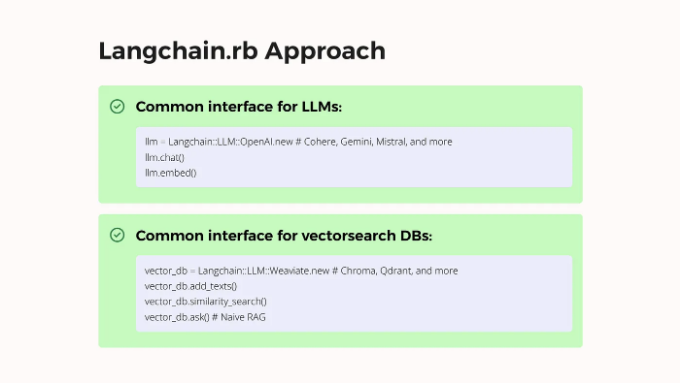 Langchain.rb Approach
Common interface for LLMs:
llm = Langchain::LLM::OpenAI.new # Cohere, Gemini, Mistral, and more
llm.chat()
llm.embed()
Common interface for vectorsearch DBs:
vector_db = Langchain::LLM::Weaviate.new # Chroma, Qdrant, and more
vector_db.add_texts()
vector_db.similarity_search()
vector_db.ask() # Naive RAG